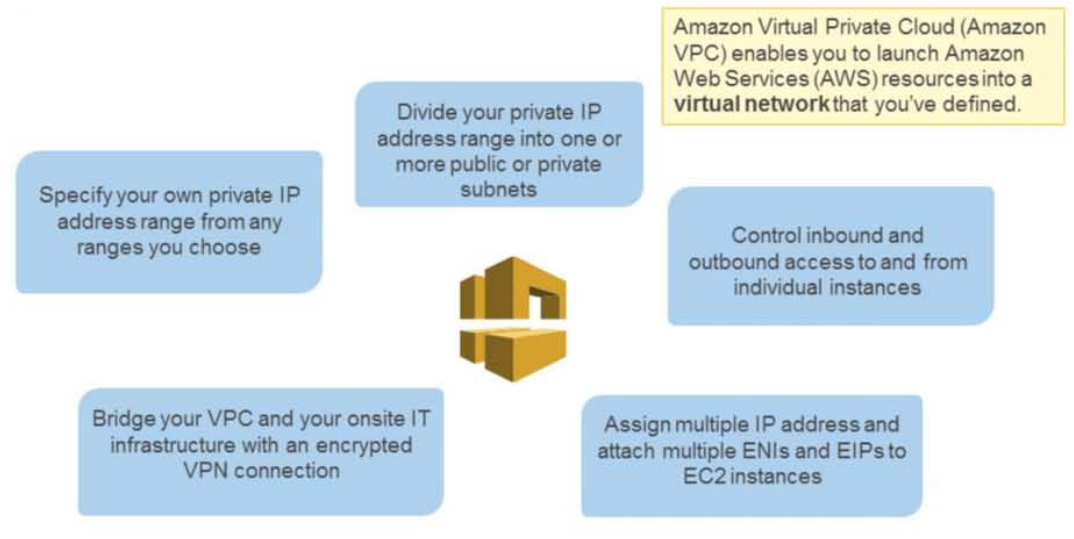 Amazon Virtual Private Cloud (Amazon
VPC) enables you to launch Amazon
Web Services (AWS) resources into a
virtual network that you've defined.
Divide your private IP
address range into one or
more public or private
subnets
Specify your own private IP
address range from any
ranges you choose
Control inbound and
outbound access to and from
individual instances
Bridge your VPC and your onsite IT
infrastructure with an encrypted
VPN connection
Assign multiple IP address and
attach multiple ENIs and EIPs to
EC2 instances